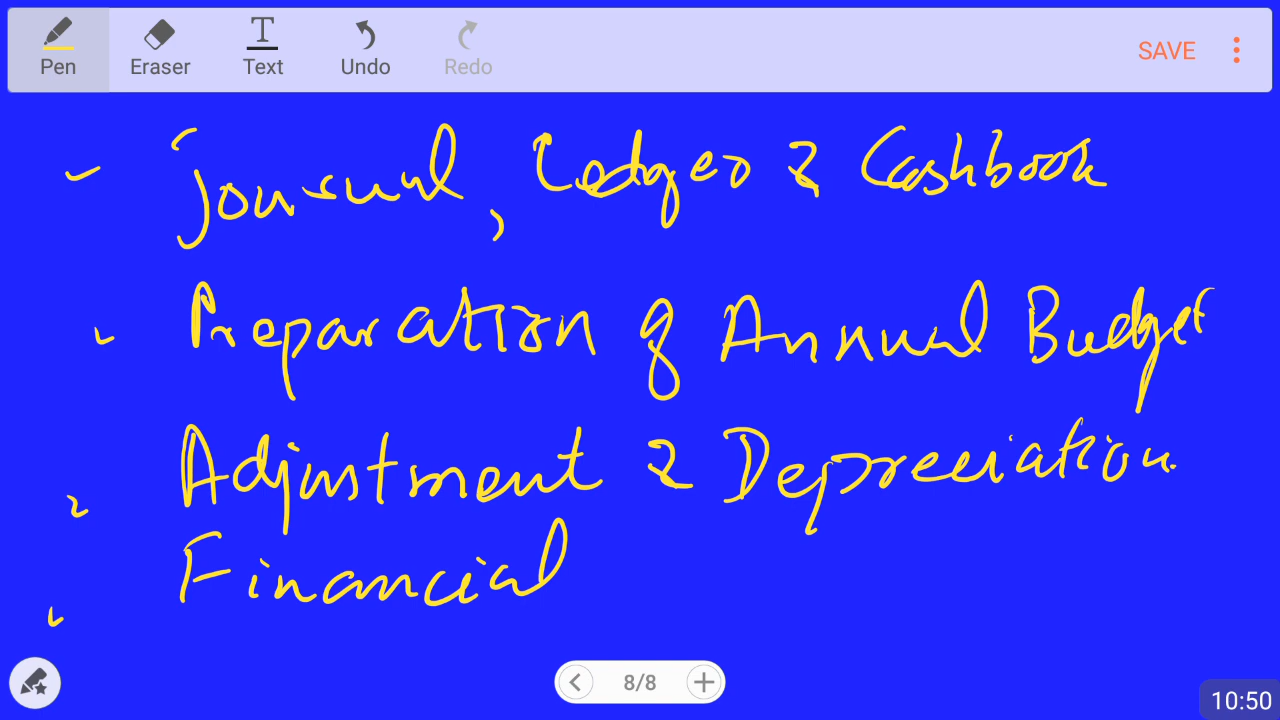 Pen Eraser Text Undo Redo SAVE
Journal, Ledger & Cashbook
Preparation of Annual Budget
Adjustment & Depreciation
Financial
8/8
10:50